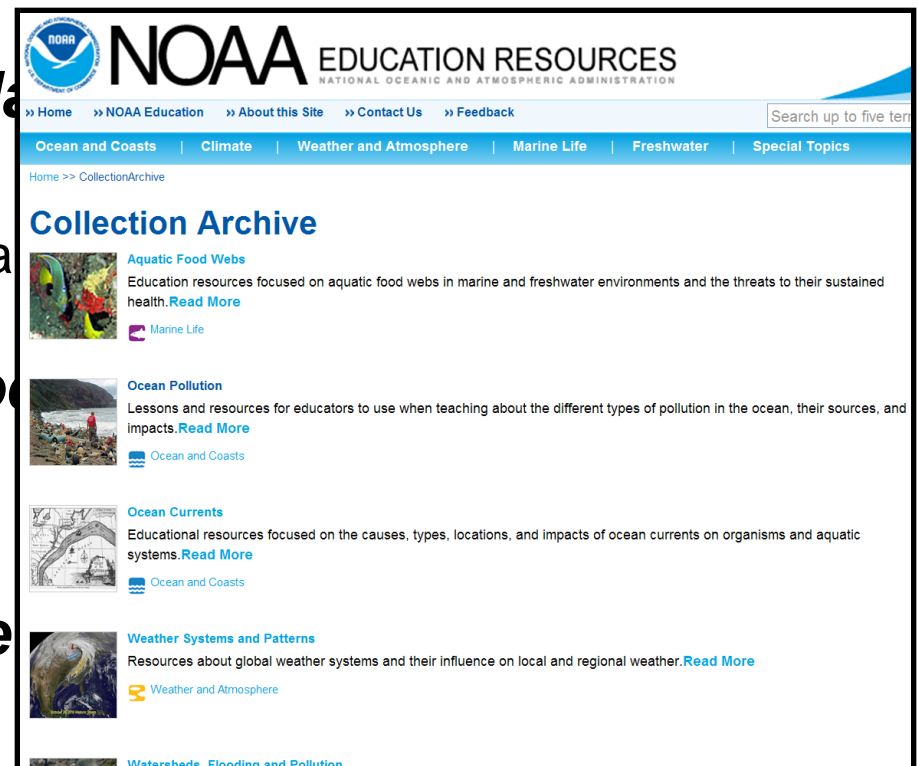 NOAA
NOAA EDUCATION RESOURCES
NATIONAL OCEANIC AND ATMOSPHERIC ADMINISTRATION
›› Home ›› NOAA Education ›› About this Site ›› Contact Us ›› Feedback
Search up to five
Ocean and Coasts | Climate | Weather and Atmosphere | Marine Life | Freshwater | Special Topics
Home >> CollectionArchive
Collection Archive
Aquatic Food Webs
Education resources focused on aquatic food webs in marine and freshwater environments and the threats to their sustained
health.Read More
Marine Life
Ocean Pollution
Lessons and resources for educators to use when teaching about the different types of pollution in the ocean, their sources, and
impacts.Read More
Ocean and Coasts
Ocean Currents
Educational resources focused on the causes, types, locations, and impacts of ocean currents on organisms and aquatic
systems.Read More
Ocean and Coasts
Weather Systems and Patterns
Resources about global weather systems and their influence on local and regional weather.Read More
Weather and Atmosphere
Watersheds, Flooding and Pollution